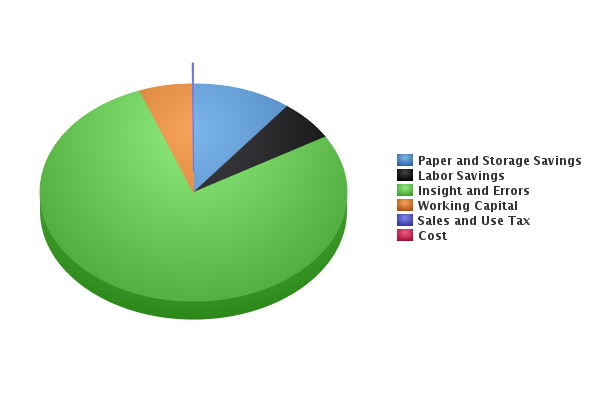 Paper and Storage Savings
Labor Savings
Insight and Errors
Working Capital
Sales and Use Tax
Cost